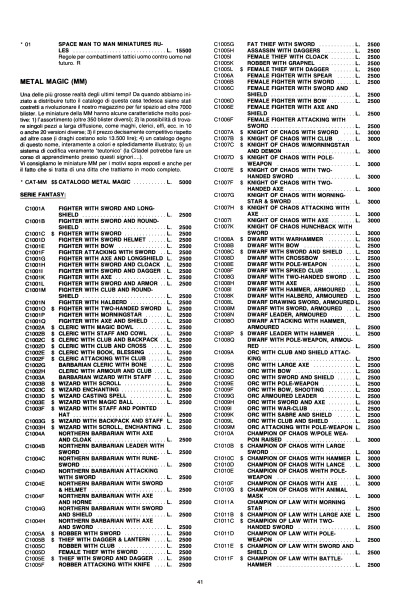 * 01 SPACE MAN TO MAN MINIATURES RU-
LES . . . . . . . . . . . . . . . . . L. 15500
Regole per combattimenti tattici uomo contro uomo nel
futuro. R
METAL MAGIC (MM)
Una delle più grosse realtà degli ultimi tempi! Da quando abbiamo ini-
ziato a distribuire tutto il catalogo di questa casa tedesca siamo stati
costretti a rivoluzionare il nostro magazzino per far spazio ad oltre 7000
blister. Le miniature della MM hanno alcune caratteristiche molto posi-
tive: 1) l'assortimento (oltre 350 blister diversi); 2) la possibilità di trova-
re singoli pezzi a larga diffusione, come maghi, clerici, elfi, ecc. in 10
o anche 20 versioni diverse; 3) il prezzo decisamente competitivo rispetto
ad altre case (i draghi costano solo 13.500 lire); 4) un catalogo degno
di questo nome, interamente a colori e splendidamente illustrato; 5) un
sistema di codifica veramente 'teutonico' (la Citadel potrebbe fare un
corso di apprendimento presso questi signori....).
Vi consigliamo le miniature MM per i motivi sopra esposti e anche per
il fatto che si tratta di una ditta che trattiamo in modo completo.
* CAT-MM $5 CATALOGO METAL MAGIC . . . . L. 5000
SERIE FANTASY:
C1001A FIGHTER WITH SWORD AND LONG-
SHIELD . . . . L. 2500
C1001B FIGHTER WITH SWORD AND ROUND-
SHIELD . . . . L. 2500
C1001C $ FIGHTER WITH SWORD . . . . L. 2500
C1001D FIGHTER WITH SWORD HELMET . . L. 2500
C1001E FIGHTER WITH BOW . . . . L. 2500
C1001F FIGHTER ATTACKING WITH SWORD . L. 2500
C1001G FIGHTER WITH AXE AND LONGSHIELD L. 2500
C1001H FIGHTER WITH SWORD AND CLOAK . L. 2500
C1001I FIGHTER WITH SWORD AND DAGGER . L. 2500
C1001K FIGHTER WITH AXE . . . . L. 2500
C1001L FIGHTER WITH SWORD AND ARMOR . L. 2500
C1001M FIGHTER WITH CLUB AND ROUND-
SHIELD . . . . L. 2500
C1001N FIGHTER WITH HALBERD . . . . L. 2500
C1001O $ FIGHTER WITH TWO-HANDED SWORD L. 2500
C1001P FIGHTER WITH MORNINGSTAR . . L. 2500
C1001Q FIGHTER WITH AXE AND SHIELD . . L. 2500
C1002A $ CLERIC WITH MAGIC BOWL . . . . L. 2500
C1002B $ CLERIC WITH STAFF AND COWL . . L. 2500
C1002C $ CLERIC WITH CLUB AND BACKPACK . L. 2500
C1002D $ CLERIC WITH CLUB AND CROSS . . L. 2500
C1002E $ CLERIC WITH BOOK, BLESSING . . L. 2500
C1002F $ CLERIC ATTACKING WITH CLUB . . L. 2500
C1002G BARBARIAN CLERIC WITH BONE . . L. 2500
C1002H CLERIC WITH ARMOUR AND CLUB . . L. 2500
C1003A BARBARIAN WIZARD WITH STAFF . . L. 2500
C1003B $ WIZARD WITH SCROLL . . . . L. 2500
C1003C $ WIZARD ENCHANTING . . . . L. 2500
C1003D $ WIZARD CASTING SPELL . . . . L. 2500
C1003E $ WIZARD WITH MAGIC BALL . . . . L. 2500
C1003F $ WIZARD WITH STAFF AND POINTED
HAT . . . . L. 2500
C1003G $ WIZARD WITH BACKPACK AND STAFF L. 2500
C1003H $ WIZARD WITH SCROLL, ENCHANTING . L. 2500
C1004A NORTHERN BARBARIAN WITH AXE
AND CLOAK . . . . L. 2500
C1004B NORTHERN BARBARIAN LEADER WITH
SWORD . . . . L. 2500
C1004C NORTHERN BARBARIAN WITH RUNE-
SWORD . . . . L. 2500
C1004D NORTHERN BARBARIAN ATTACKING
WITH SWORD . . . . L. 2500
C1004E NORTHERN BARBARIAN WITH SWORD
& HELMET . . . . L. 2500
C1004F NORTHERN BARBARIAN WITH AXE
AND HORNE . . . . L. 2500
C1004G NORTHERN BARBARIAN WITH SWORD
AND SHIELD . . . . L. 2500
C1004H NORTHERN BARBARIAN WITH AXE
AND SWORD . . . . L. 2500
C1005A $ ROBBER WITH SWORD . . . . L. 2500
C1005B $ THIEF WITH DAGGER & LANTERN . . L. 2500
C1005C ROBBER WITH CLUB . . . . L. 2500
C1005D FEMALE THIEF WITH SWORD . . . . L. 2500
C1005E $ THIEF WITH SWORD AND DAGGER . . L. 2500
C1005F ROBBER ATTACKING WITH KNIFE . . L. 2500
C1005G FAT THIEF WITH SWORD . . . . L. 2500
C1005H ASSASSIN WITH DAGGERS . . . . L. 2500
C1005I FEMALE THIEF WITH CLOAK . . . . L. 2500
C1005K ROBBER WITH GRAPNEL . . . . L. 2500
C1005L $ FEMALE THIEF WITH DAGGER . . . . L. 2500
C1006A FEMALE FIGHTER WITH SPEAR . . L. 2500
C1006B FEMALE FIGHTER WITH SWORD . . L. 2500
C1006C FEMALE FIGHTER WITH SWORD AND
SHIELD . . . . L. 2500
C1006D FEMALE FIGHTER WITH BOW . . . . L. 2500
C1006E FEMALE FIGHTER WITH AXE AND
SHIELD . . . . L. 2500
C1006F FEMALE FIGHTER ATTACKING WITH
SWORD . . . . L. 2500
C1007A $ KNIGHT OF CHAOS WITH SWORD . . L. 3000
C1007B $ KNIGHT OF CHAOS WITH CLUB . . L. 3000
C1007C $ KNIGHT OF CHAOS W/MORNINGSTAR
AND DEMON . . . . L. 3000
C1007D $ KNIGHT OF CHAOS WITH POLE-
WEAPON . . . . L. 3000
C1007E $ KNIGHT OF CHAOS WITH TWO-
HANDED SWORD . . . . L. 3000
C1007F $ KNIGHT OF CHAOS WITH TWO-
HANDED AXE . . . . L. 3000
C1007G KNIGHT OF CHAOS WITH MORNING-
STAR & SWORD . . . . L. 3000
C1007H $ KNIGHT OF CHAOS ATTACKING WITH
AXE . . . . L. 3000
C1007I KNIGHT OF CHAOS WITH AXE . . . . L. 3000
C1007K KNIGHT OF CHAOS HUNCHBACK WITH
SWORD . . . . L. 3000
C1008A $ DWARF WITH WARHAMMER . . . . L. 2500
C1008B DWARF WITH BOW . . . . L. 2500
C1008C $ DWARF WITH SWORD AND SHIELD . L. 2500
C1008D DWARF WITH CROSSBOW . . . . L. 2500
C1008E DWARF WITH POLE-WEAPON . . . . L. 2500
C1008F DWARF WITH SPIKED CLUB . . . . L. 2500
C1008G DWARF WITH TWO-HANDED SWORD . L. 2500
C1008H DWARF WITH AXE . . . . L. 2500
C1008I DWARF WITH HAMMER, ARMOURED . L. 2500
C1008K DWARF WITH HALBERD, ARMOURED . L. 2500
C1008L DWARF DRAWING SWORD, ARMOURED L. 2500
C1008M DWARF WITH SWORD, ARMOURED . L. 2500
C1008N DWARF LEADER, ARMOURED . . . . L. 2500
C1008O DWARF ATTACKING WITH HAMMER,
ARMOURED . . . . L. 2500
C1008P $ DWARF LEADER WITH HAMMER . . L. 2500
C1008Q DWARF WITH POLE-WEAPON, ARMOU-
RED . . . . L. 2500
C1009A ORC WITH CLUB AND SHIELD ATTAC-
KING . . . . L. 2500
C1009B ORC WITH LARGE AXE . . . . L. 2500
C1009C ORC WITH BOW . . . . L. 2500
C1009D ORC WITH SWORD AND SHIELD . . L. 2500
C1009E ORC WITH POLE-WEAPON . . . . L. 2500
C1009F ORC WITH BOW, SHOOTING . . . . L. 2500
C1009G ORC ARMOURED LEADER . . . . L. 2500
C1009H ORC WITH SWORD AND AXE . . . . L. 2500
C1009I ORC WITH WAR-CLUB . . . . L. 2500
C1009K ORC WITH SABRE AND SHIELD . . L. 2500
C1009L ORC WITH CLUB AND SHIELD . . . . L. 2500
C1009M ORC ATTACKING WITH POLE-WEAPON . L. 2500
C1010A CHAMPION OF CHAOS W/POLE WEA-
PON RAISED . . . . L. 3000
C1010B $ CHAMPION OF CHAOS WITH LARGE
SWORD . . . . L. 3000
C1010C $ CHAMPION OF CHAOS WITH HAMMER L. 3000
C1010D CHAMPION OF CHAOS WITH LANCE . L. 3000
C1010E CHAMPION OF CHAOS WHITH POLE-
WEAPON . . . . L. 3000
C1010F CHAMPION OF CHAOS WITH AXE . . L. 3000
C1010G $ CHAMPION OF CHAOS WITH ANIMAL
MASK . . . . L. 3000
C1011A CHAMPION OF LAW WITH MORNING
STAR . . . . L. 2500
C1011B $ CHAMPION OF LAW WITH LARGE AXE . L. 2500
C1011C $ CHAMPION OF LAW WITH TWO-
HANDED SWORD . . . . L. 2500
C1011D CHAMPION OF LAW WITH POLE-
WEAPON . . . . L. 2500
C1011E $ CHAMPION OF LAW WITH SWORD AND
SHIELD . . . . L. 2500
C1011F $ CHAMPION OF LAW WITH BATTLE-
HAMMER . . . . L. 2500
41